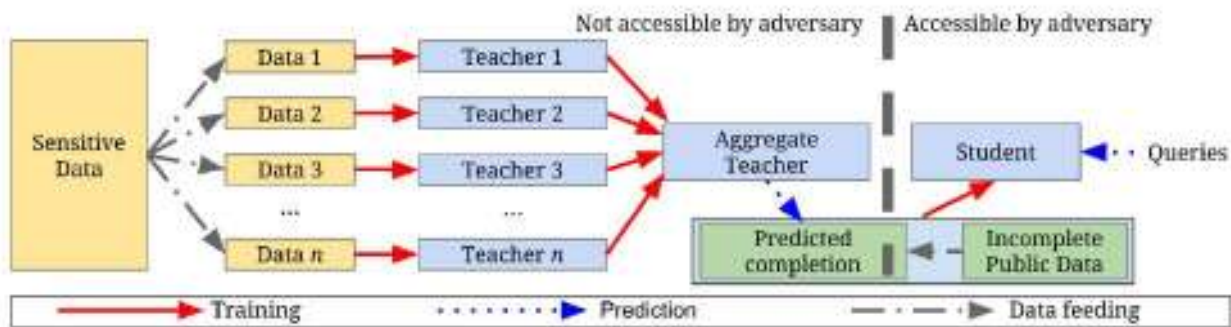 Not accessible by adversary
Accessible by adversary
Sensitive
Data
Data 1
Teacher 1
Data 2
Teacher 2
Data 3
Teacher 3
...
...
Data n
Teacher n
Aggregate
Teacher
Student
Queries
Predicted
completion
Incomplete
Public Data
Training
Prediction
Data feeding